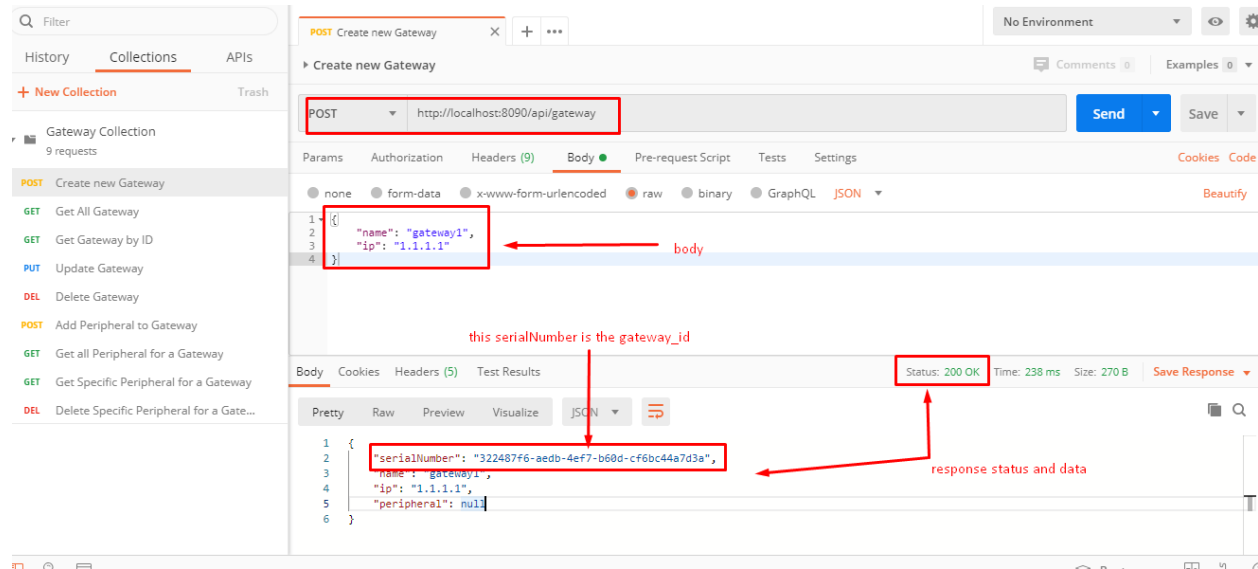 Filter
History Collections APIs
+ New Collection Trash
Gateway Collection
9 requests
POST Create new Gateway
GET Get All Gateway
GET Get Gateway by ID
PUT Update Gateway
DEL Delete Gateway
POST Add Peripheral to Gateway
GET Get all Peripheral for a Gateway
GET Get Specific Peripheral for a Gateway
DEL Delete Specific Peripheral for a Gate...
POST Create new Gateway
No Environment
Create new Gateway
Comments 0 Examples 0
POST http://localhost:8090/api/gateway Send Save
Params Authorization Headers (9) Body Pre-request Script Tests Settings Cookies Code
none form-data x-www-form-urlencoded raw binary GraphQL JSON Beautify
1 {
2 "name": "gateway1",
3 "ip": "1.1.1.1"
4 }
body
this serialNumber is the gateway_id
Body Cookies Headers (5) Test Results Status: 200 OK Time: 238 ms Size: 270 B Save Response
Pretty Raw Preview Visualize JSON
1 {
2 "serialNumber": "322487f6-aedb-4ef7-b60d-cf6bc44a7d3a",
3 "name": "gateway1",
4 "ip": "1.1.1.1",
5 "peripheral": null
6 }
response status and data